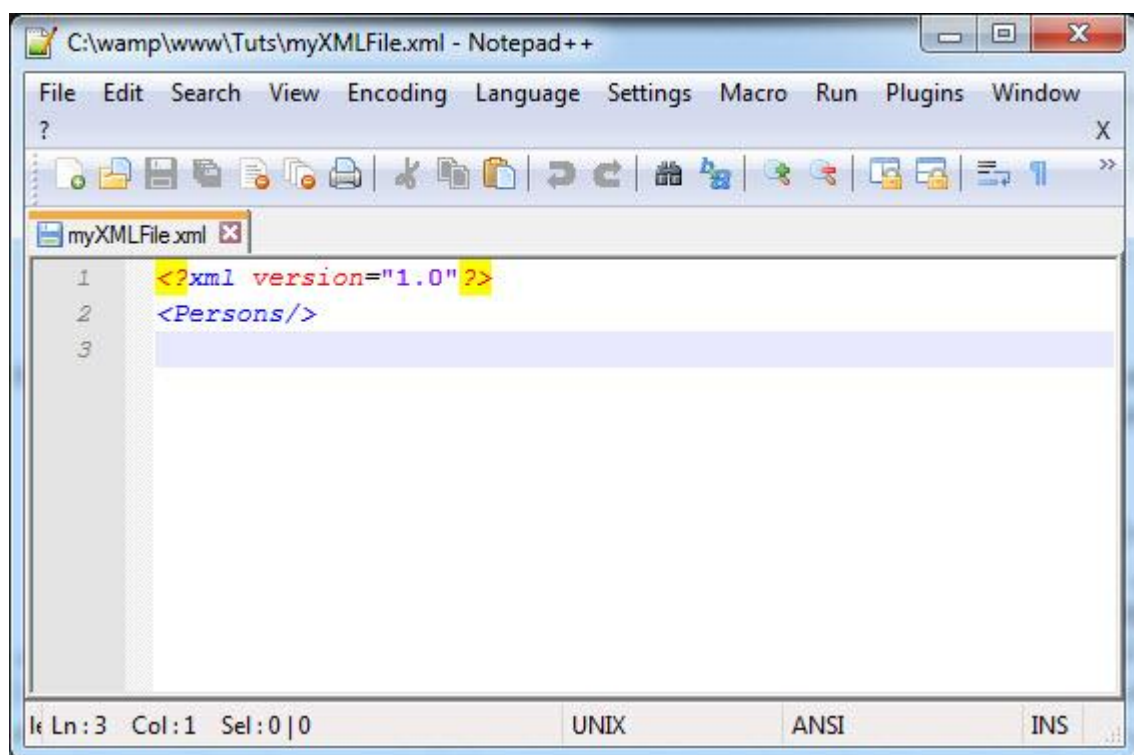 C:\wamp\www\Tuts\myXMLFile.xml - Notepad++
File Edit Search View Encoding Language Settings Macro Run Plugins Window
? X
myXMLFile.xml
1 <?xml version="1.0"?>
2 <Persons/>
3
Ln:3 Col:1 Sel:0|0 UNIX ANSI INS